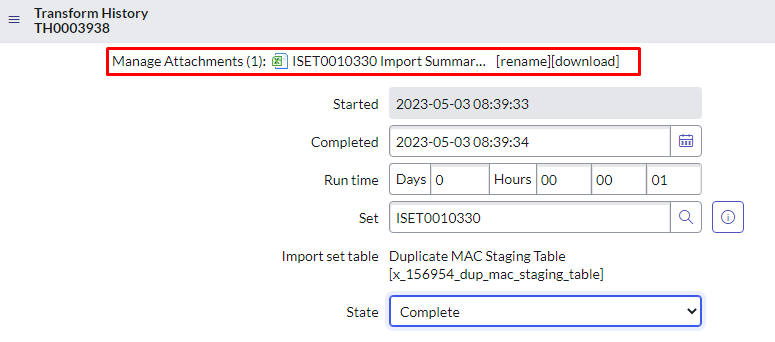 Transform History
TH0003938
Manage Attachments (1): ISET0010330 Import Summar... [rename][download]
Started 2023-05-03 08:39:33
Completed 2023-05-03 08:39:34
Run time Days 0 Hours 00 00 01
Set ISET0010330
Import set table Duplicate MAC Staging Table
[x_156954_dup_mac_staging_table]
State Complete